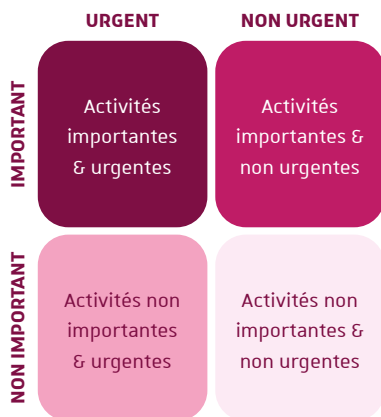 URGENT
NON URGENT
IMPORTANT
Activités
importantes
& urgentes
Activités
importantes &
non urgentes
NON IMPORTANT
Activités non
importantes
& urgentes
Activités non
importantes &
non urgentes